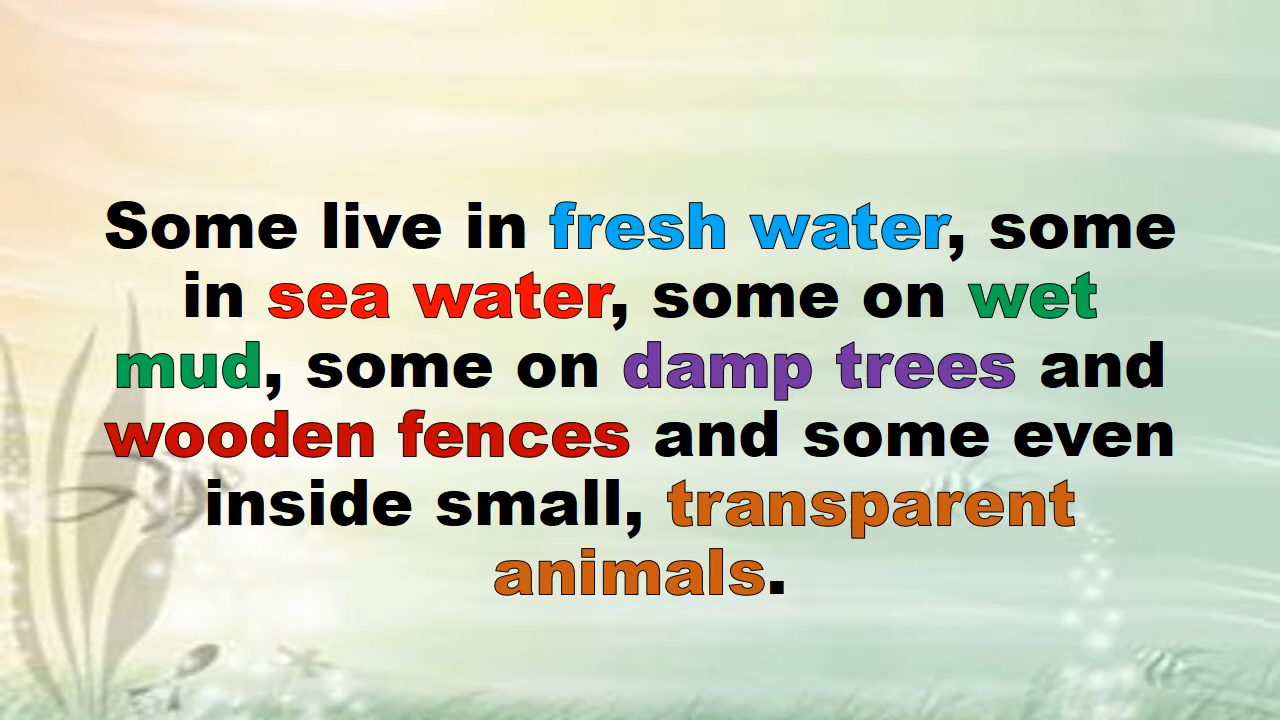 Some live in fresh water, some
in sea water, some on wet
mud, some on damp trees and
wooden fences and some even
inside small, transparent
animals.